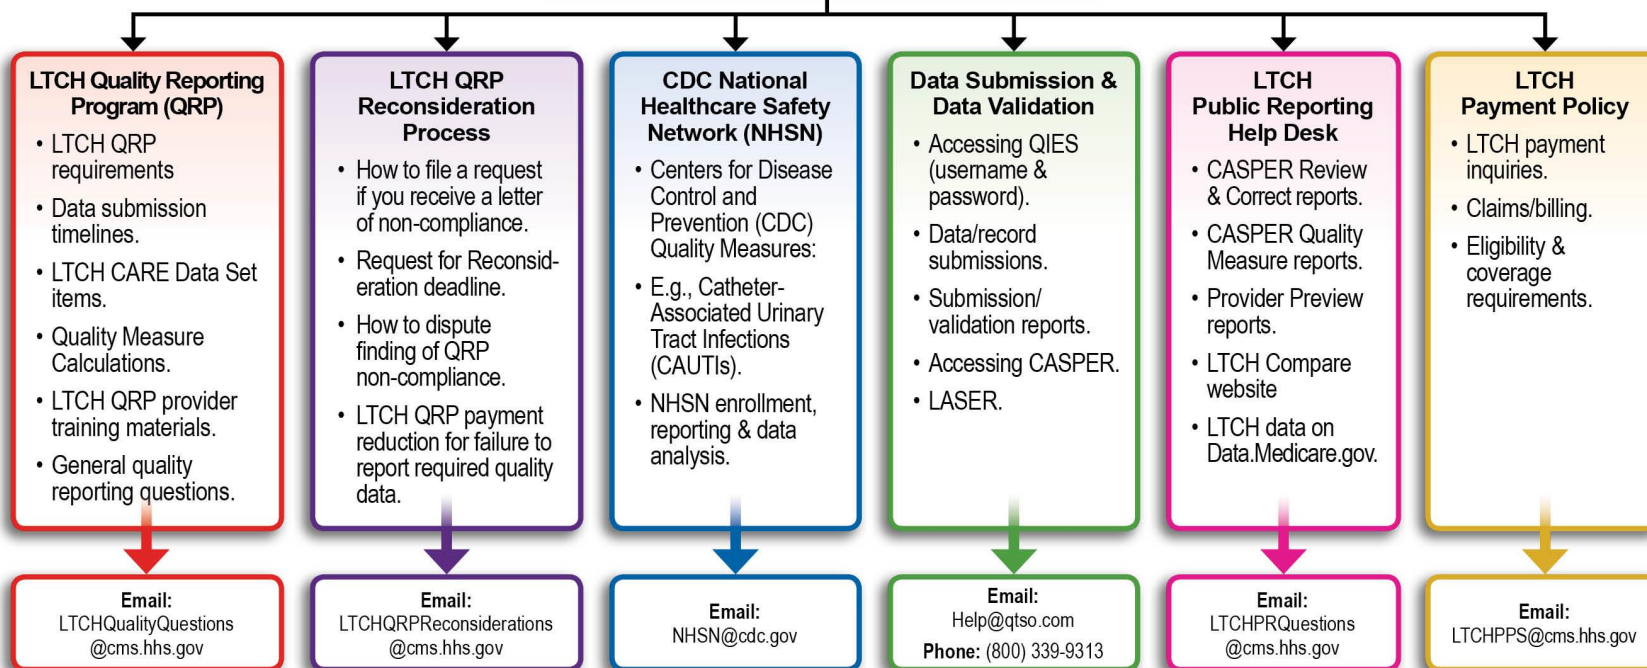 LTCH Quality Reporting
Program (QRP)
• LTCH QRP
requirements
• Data submission
timelines.
• LTCH CARE Data Set
items.
• Quality Measure
Calculations.
• LTCH QRP provider
training materials.
• General quality
reporting questions.
Email:
LTCHQualityQuestions
@cms.hhs.gov
LTCH QRP
Reconsideration
Process
• How to file a request
if you receive a letter
of non-compliance.
• Request for Reconsid-
eration deadline.
• How to dispute
finding of QRP
non-compliance.
• LTCH QRP payment
reduction for failure to
report required quality
data.
Email:
LTCHQRPReconsiderations
@cms.hhs.gov
CDC National
Healthcare Safety
Network (NHSN)
• Centers for Disease
Control and
Prevention (CDC)
Quality Measures:
• E.g., Catheter-
Associated Urinary
Tract Infections
(CAUTIs).
• NHSN enrollment,
reporting & data
analysis.
Email:
NHSN@cdc.gov
Data Submission &
Data Validation
• Accessing QIES
(username &
password).
• Data/record
submissions.
• Submission/
validation reports.
• Accessing CASPER.
• LASER.
Email:
Help@qtso.com
Phone: (800) 339-9313
LTCH
Public Reporting
Help Desk
• CASPER Review
& Correct reports.
• CASPER Quality
Measure reports.
• Provider Preview
reports.
• LTCH Compare
website
• LTCH data on
Data.Medicare.gov.
Email:
LTCHPRQuestions
@cms.hhs.gov
LTCH
Payment Policy
• LTCH payment
inquiries.
• Claims/billing.
• Eligibility &
coverage
requirements.
Email:
LTCHPPS@cms.hhs.gov